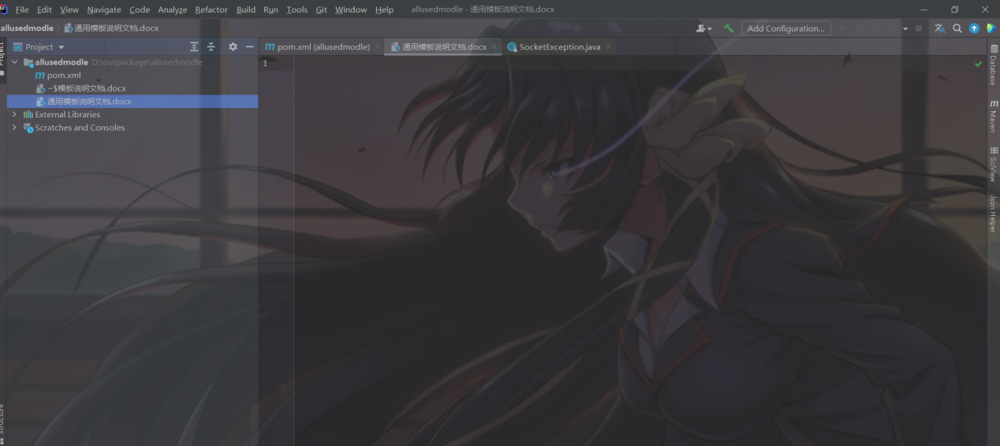 File Edit View Navigate Code Analyze Refactor Build Run Tools Git Window Help allusedmodle - 通用模板说明文档.docx
allusedmodle 通用模板说明文档.docx Add Configuration...
Project
Project
pom.xml (allusedmodle) 通用模板说明文档.docx SocketException.java
allusedmodle D:\outpackage\allusedmodle
pom.xml
~$模板说明文档.docx
通用模板说明文档.docx
External Libraries
Scratches and Consoles
1
Database
Maven
SciView
Json Helper
Structure